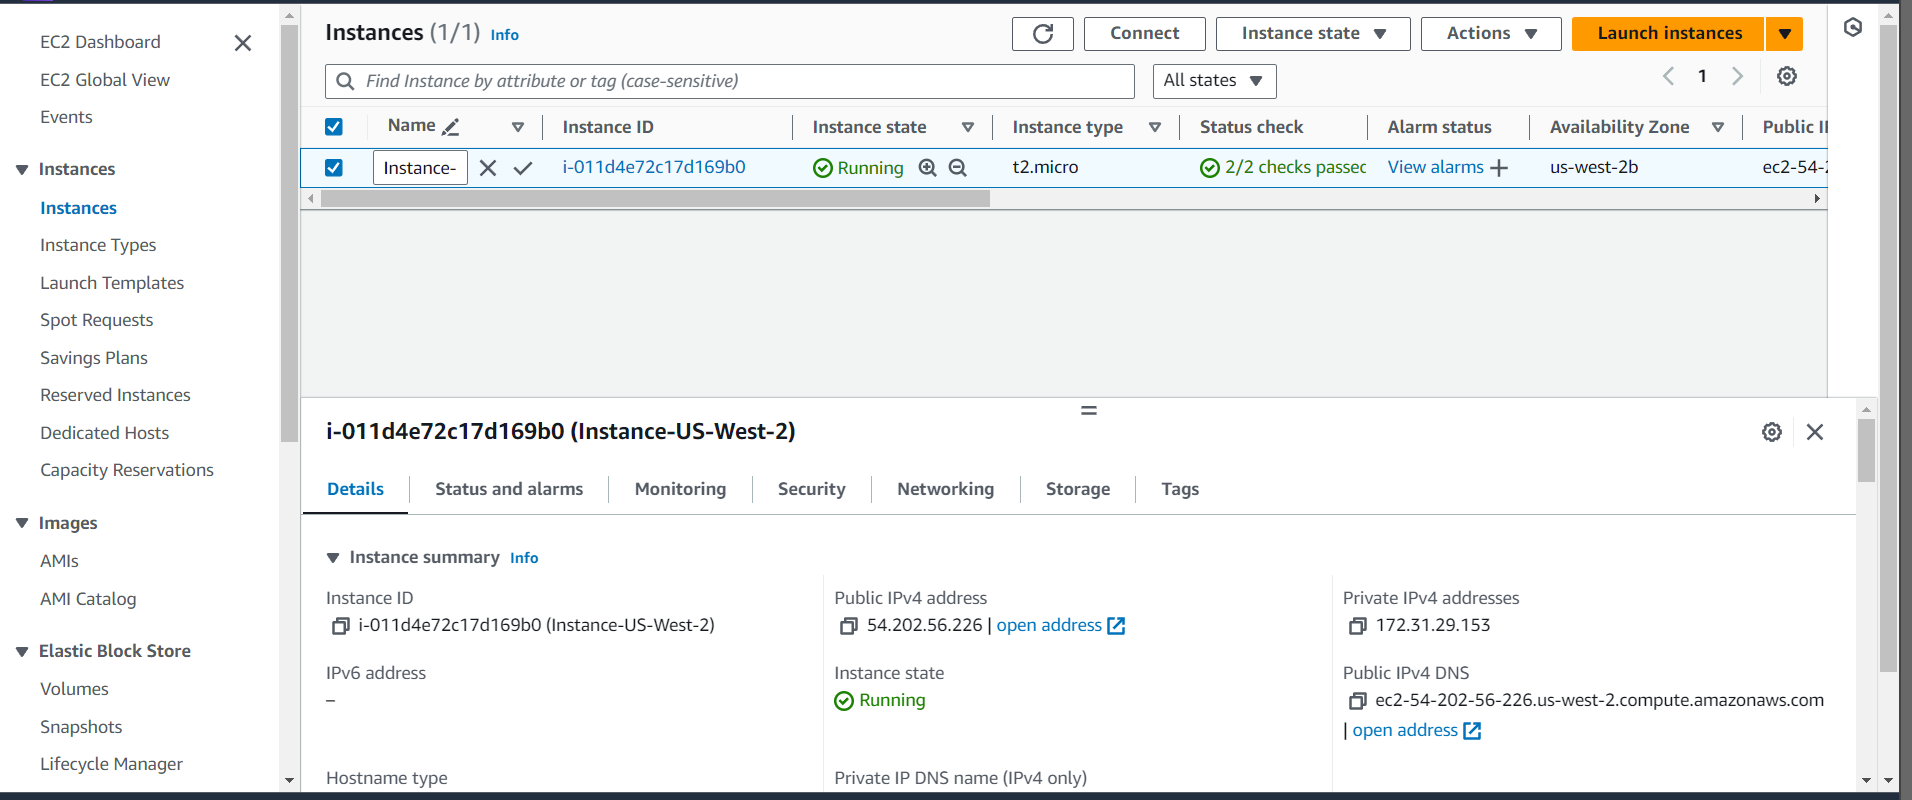 EC2 Dashboard
EC2 Global View
Events
Instances
Instances
Instance Types
Launch Templates
Spot Requests
Savings Plans
Reserved Instances
Dedicated Hosts
Capacity Reservations
Images
AMIs
AMI Catalog
Elastic Block Store
Volumes
Snapshots
Lifecycle Manager
Instances (1/1) Info
Connect
Instance state
Actions
Launch instances
Find Instance by attribute or tag (case-sensitive)
All states
1
Name Instance ID Instance state Instance type Status check Alarm status Availability Zone Public
Instance- i-011d4e72c17d169b0 Running t2.micro 2/2 checks passed View alarms + us-west-2b ec2-54-2
i-011d4e72c17d169b0 (Instance-US-West-2)
Details Status and alarms Monitoring Security Networking Storage Tags
Instance summary Info
Instance ID
i-011d4e72c17d169b0 (Instance-US-West-2)
Public IPv4 address
54.202.56.226 | open address
Private IPv4 addresses
172.31.29.153
IPv6 address
–
Instance state
Running
Public IPv4 DNS
ec2-54-202-56-226.us-west-2.compute.amazonaws.com
| open address
Hostname type
Private IP DNS name (IPv4 only)